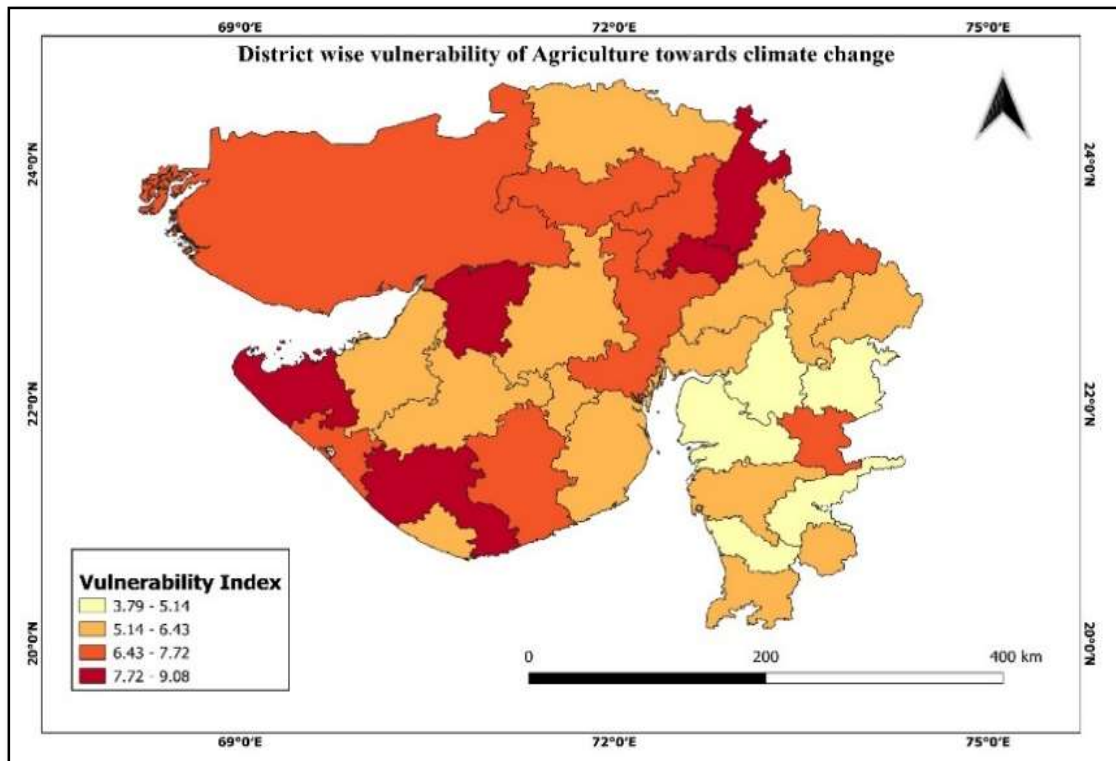 69°0'E 72°0'E 75°0'E
District wise vulnerability of Agriculture towards climate change
24°0'N 24°0'N
22°0'N 22°0'N
20°0'N 20°0'N
Vulnerability Index
3.79 - 5.14
5.14 - 6.43
6.43 - 7.72
7.72 - 9.08
0 200 400 km
69°0'E 72°0'E 75°0'E